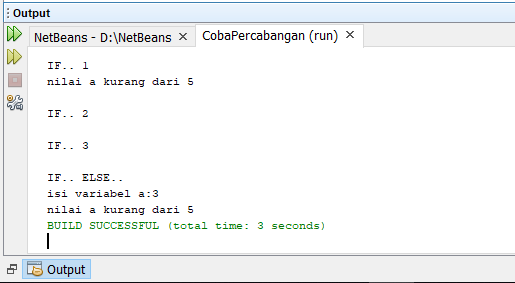 Output
NetBeans - D:\NetBeans × CobaPercabangan (run) ×
IF.. 1
nilai a kurang dari 5
IF.. 2
IF.. 3
IF.. ELSE..
isi variabel a:3
nilai a kurang dari 5
BUILD SUCCESSFUL (total time: 3 seconds)
Output